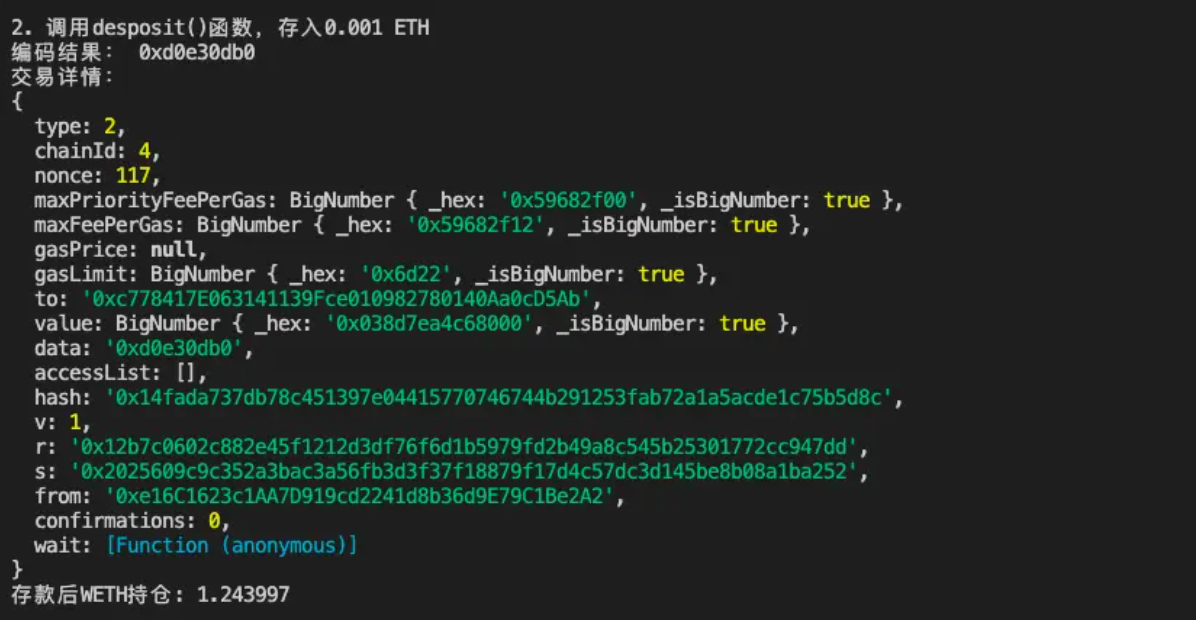 2. 调用desposit()函数，存入0.001 ETH
编码结果： 0xd0e30db0
交易详情：
{
  type: 2,
  chainId: 4,
  nonce: 117,
  maxPriorityFeePerGas: BigNumber { _hex: '0x59682f00', _isBigNumber: true },
  maxFeePerGas: BigNumber { _hex: '0x59682f12', _isBigNumber: true },
  gasPrice: null,
  gasLimit: BigNumber { _hex: '0x6d22', _isBigNumber: true },
  to: '0xc778417E063141139Fce010982780140Aa0cD5Ab',
  value: BigNumber { _hex: '0x038d7ea4c68000', _isBigNumber: true },
  data: '0xd0e30db0',
  accessList: [],
  hash: '0x14fada737db78c451397e04415770746744b291253fab72a1a5acde1c75b5d8c',
  v: 1,
  r: '0x12b7c0602c882e45f1212d3df76f6d1b5979fd2b49a8c545b25301772cc947dd',
  s: '0x2025609c9c352a3bac3a56fb3d3f37f18879f17d4c57dc3d145be8b08a1ba252',
  from: '0xe16C1623c1AA7D919cd2241d8b36d9E79C1Be2A2',
  confirmations: 0,
  wait: [Function (anonymous)]
}
存款后WETH持仓: 1.243997